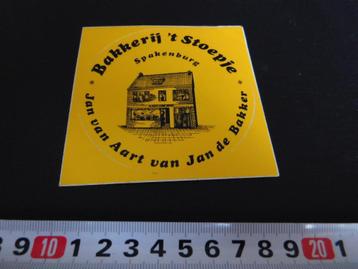 Bakkerij 't Stoepje
Spakenburg
Jan van Aart van Jan de Bakker
9 10 1 2 3 4 5 6 7 8 9 20 1